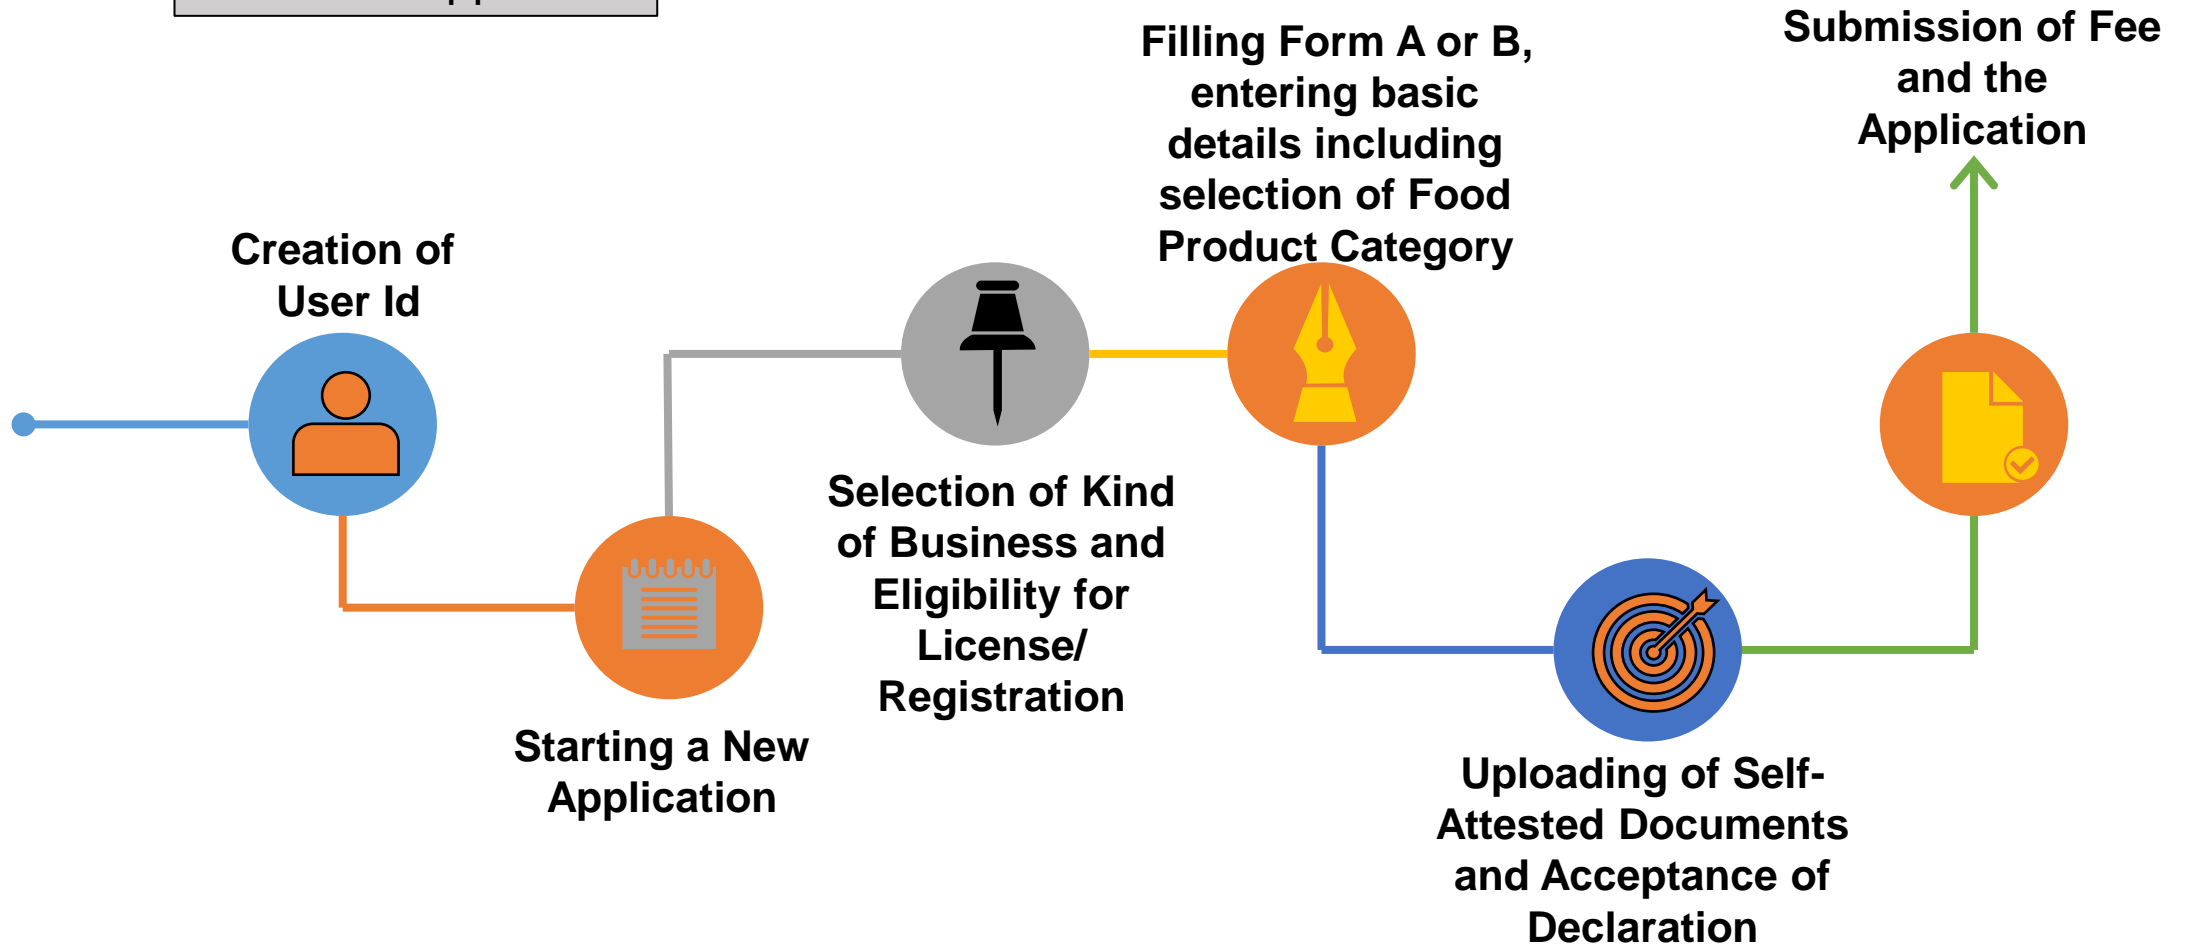 Creation of
User Id
Starting a New
Application
Selection of Kind
of Business and
Eligibility for
License/
Registration
Filling Form A or B,
entering basic
details including
selection of Food
Product Category
Uploading of Self-
Attested Documents
and Acceptance of
Declaration
Submission of Fee
and the
Application